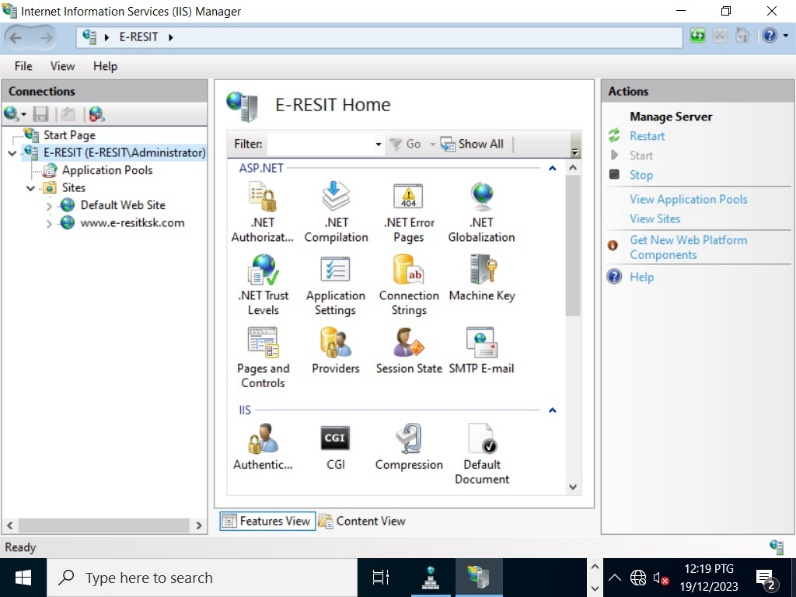 Internet Information Services (IIS) Manager
E-RESIT
File View Help
Connections
Start Page
E-RESIT (E-RESIT\Administrator)
Application Pools
Sites
Default Web Site
www.e-resitksk.com
E-RESIT Home
Filter: Go Show All
ASP.NET
.NET Authorizat...
.NET Compilation
.NET Error Pages
404
.NET Globalization
.NET Trust Levels
Application Settings
ab
Connection Strings
Machine Key
Pages and Controls
Providers
Session State
SMTP E-mail
IIS
Authentic...
CGI
CGI
Compression
Default Document
Features View Content View
Actions
Manage Server
Restart
Start
Stop
View Application Pools
View Sites
Get New Web Platform
Components
Help
Ready
Type here to search
12:19 PTG
19/12/2023
2